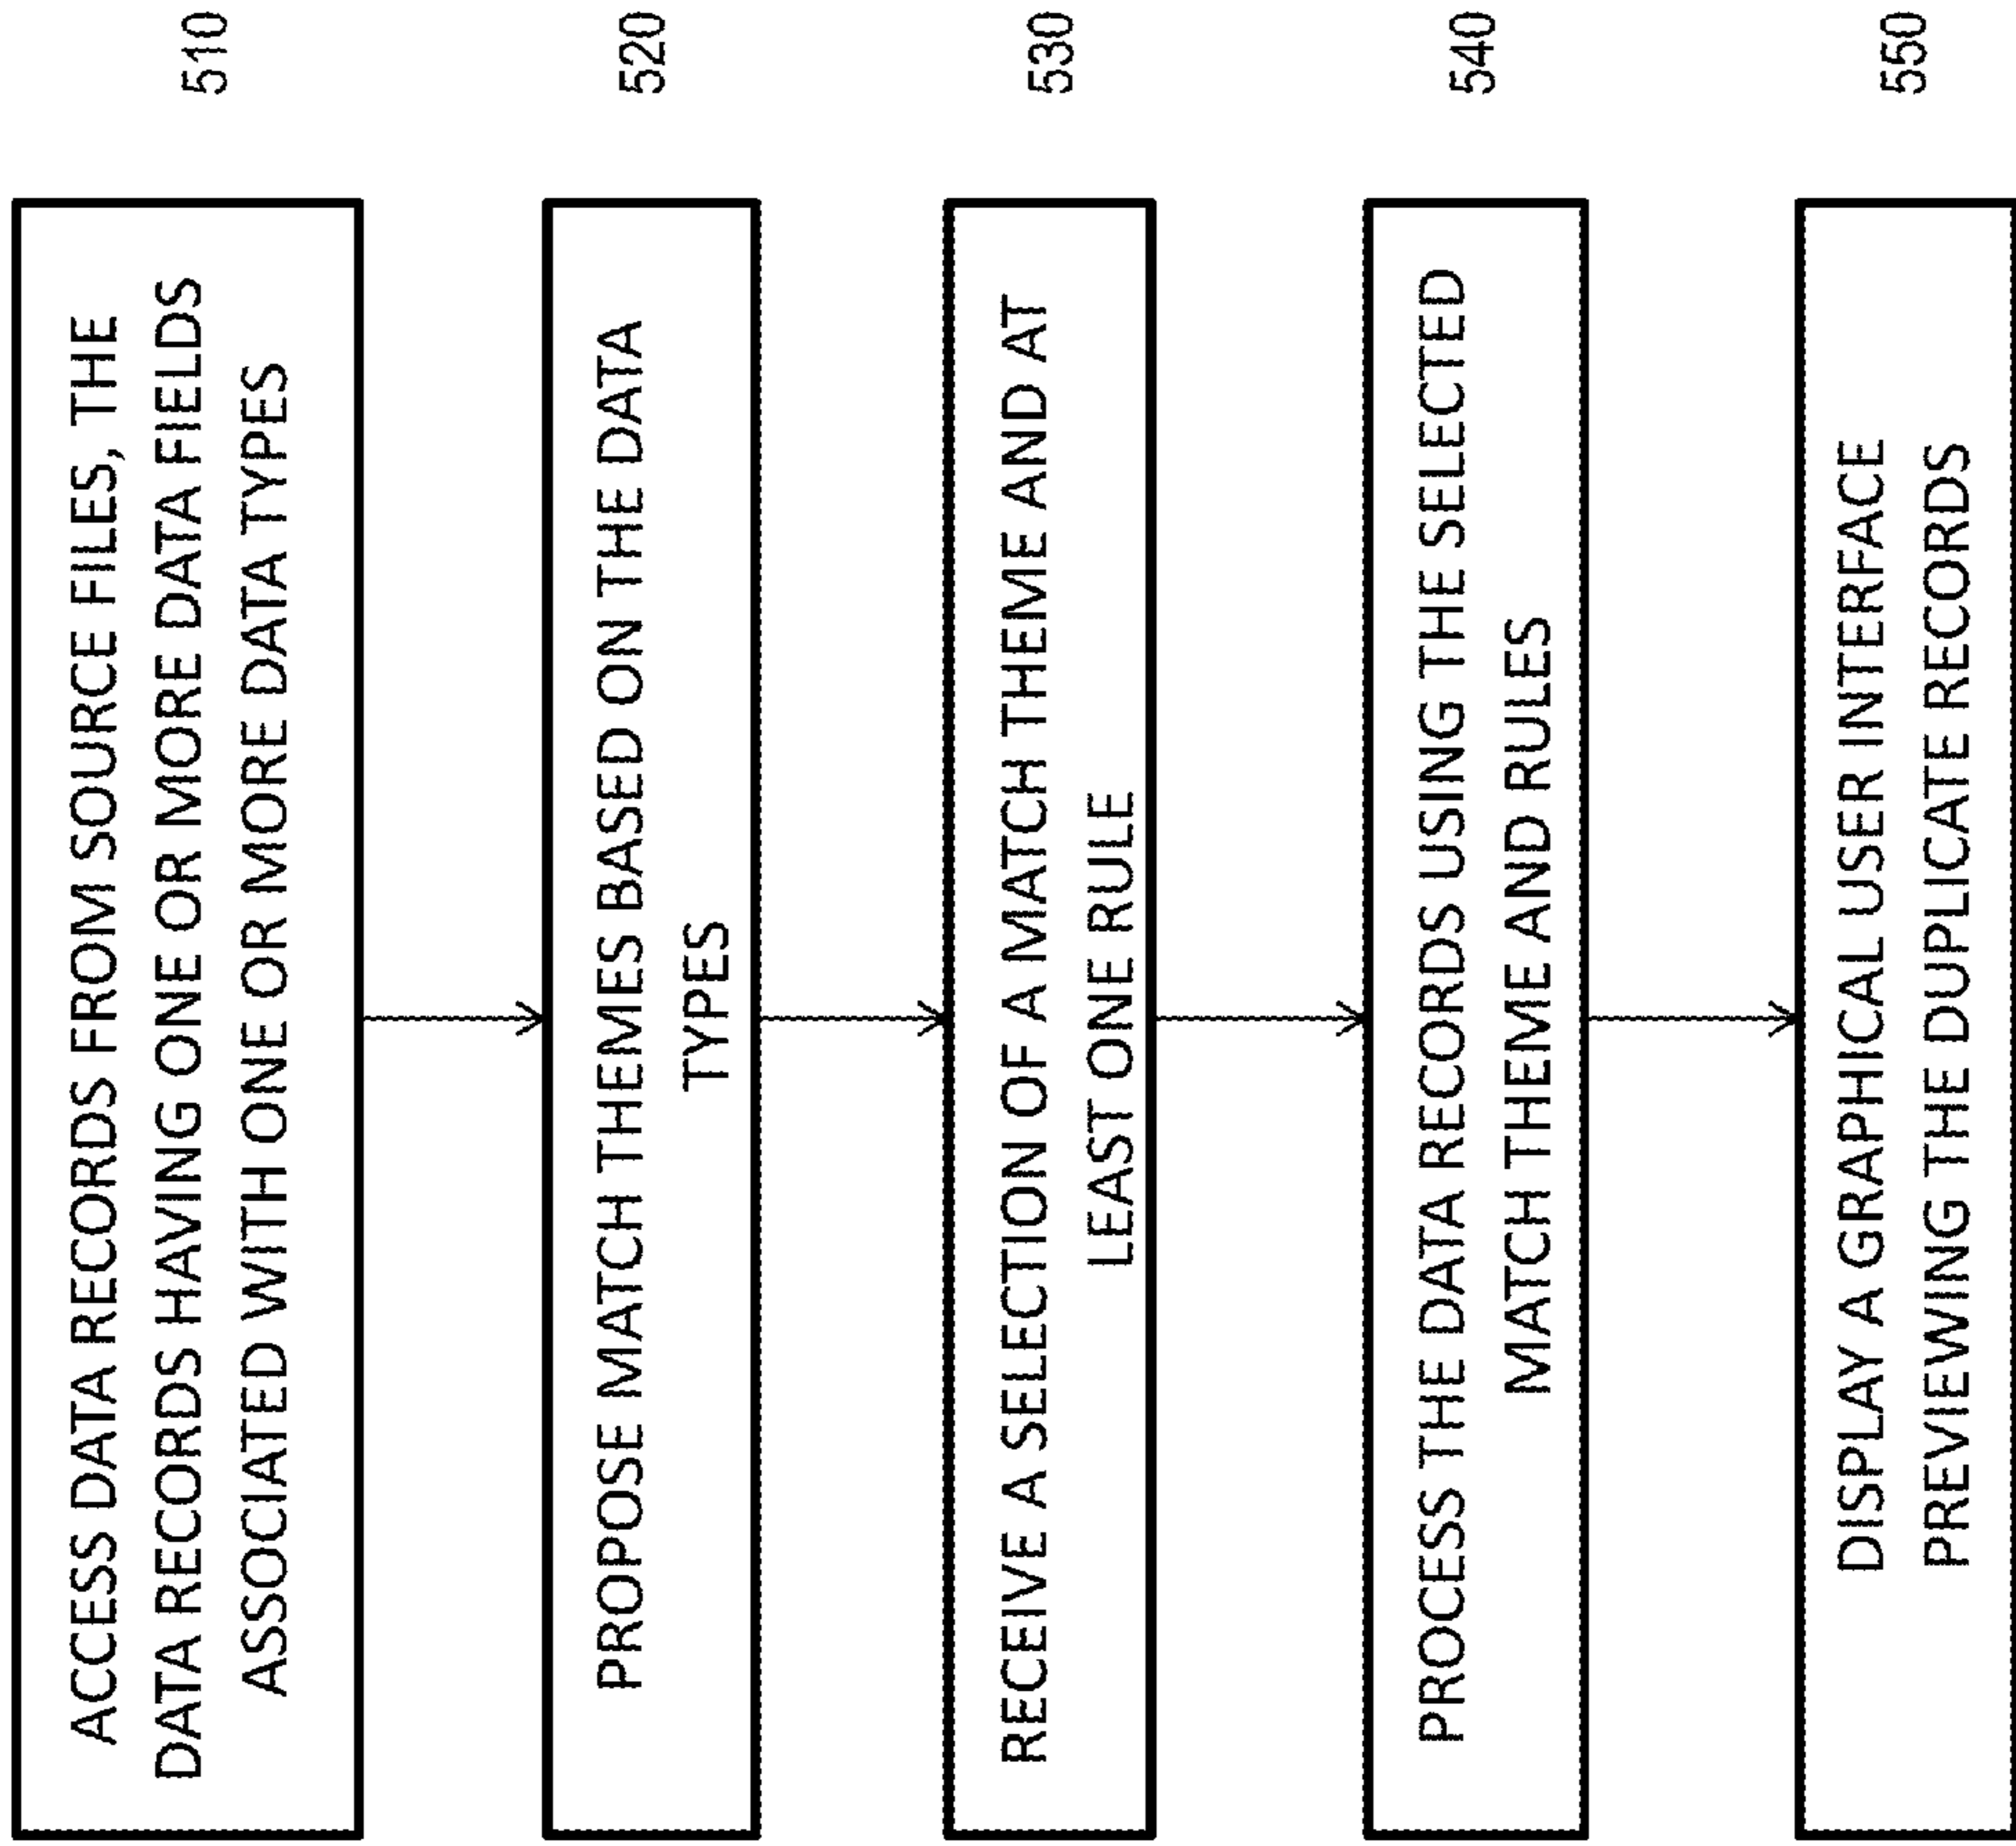 ACCESS DATA RECORDS FROM SOURCE FILES, THE
DATA RECORDS HAVING ONE OR MORE DATA FIELDS
ASSOCIATED WITH ONE OR MORE DATA TYPES
510
PROPOSE MATCH THEMES BASED ON THE DATA
TYPES
520
RECEIVE A SELECTION OF A MATCH THEME AND AT
LEAST ONE RULE
530
PROCESS THE DATA RECORDS USING THE SELECTED
MATCH THEME AND RULES
540
DISPLAY A GRAPHICAL USER INTERFACE
PREVIEWING THE DUPLICATE RECORDS
550